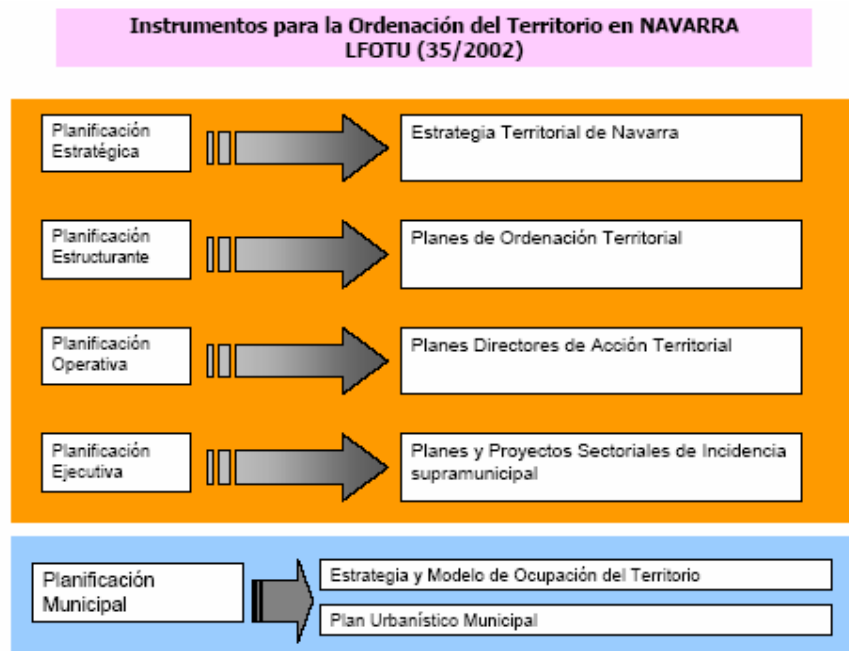 Instrumentos para la Ordenación del Territorio en NAVARRA
LFOTU (35/2002)
Planificación
Estratégica
Estrategia Territorial de Navarra
Planificación
Estructurante
Planes de Ordenación Territorial
Planificación
Operativa
Planes Directores de Acción Territorial
Planificación
Ejecutiva
Planes y Proyectos Sectoriales de Incidencia
supramunicipal
Planificación
Municipal
Estrategia y Modelo de Ocupación del Territorio
Plan Urbanístico Municipal